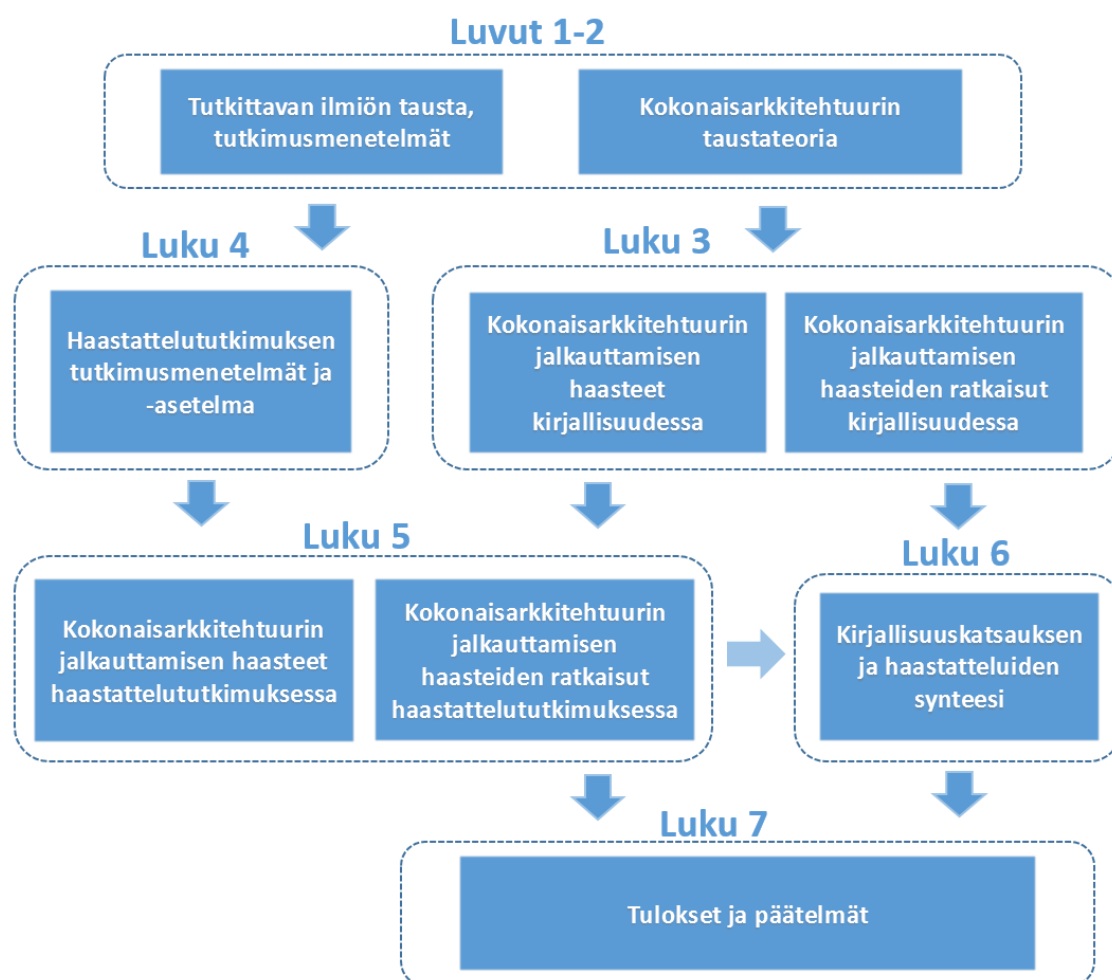 Luvut 1-2
Tutkittavan ilmiön tausta,
tutkimusmenetelmät
Kokonaisarkkitehtuurin
taustateoria
Luku 4
Haastattelututkimuksen
tutkimusmenetelmät ja
-asetelma
Luku 3
Kokonaisarkkitehtuurin
jalkauttamisen
haasteet
kirjallisuudessa
Kokonaisarkkitehtuurin
jalkauttamisen
haasteiden ratkaisut
kirjallisuudessa
Luku 5
Kokonaisarkkitehtuurin
jalkauttamisen haasteet
haastattelututkimuksessa
Kokonaisarkkitehtuurin
jalkauttamisen
haasteiden ratkaisut
haastattelututkimuksessa
Luku 6
Kirjallisuuskatsauksen
ja haastatteluiden
synteesi
Luku 7
Tulokset ja päätelmät